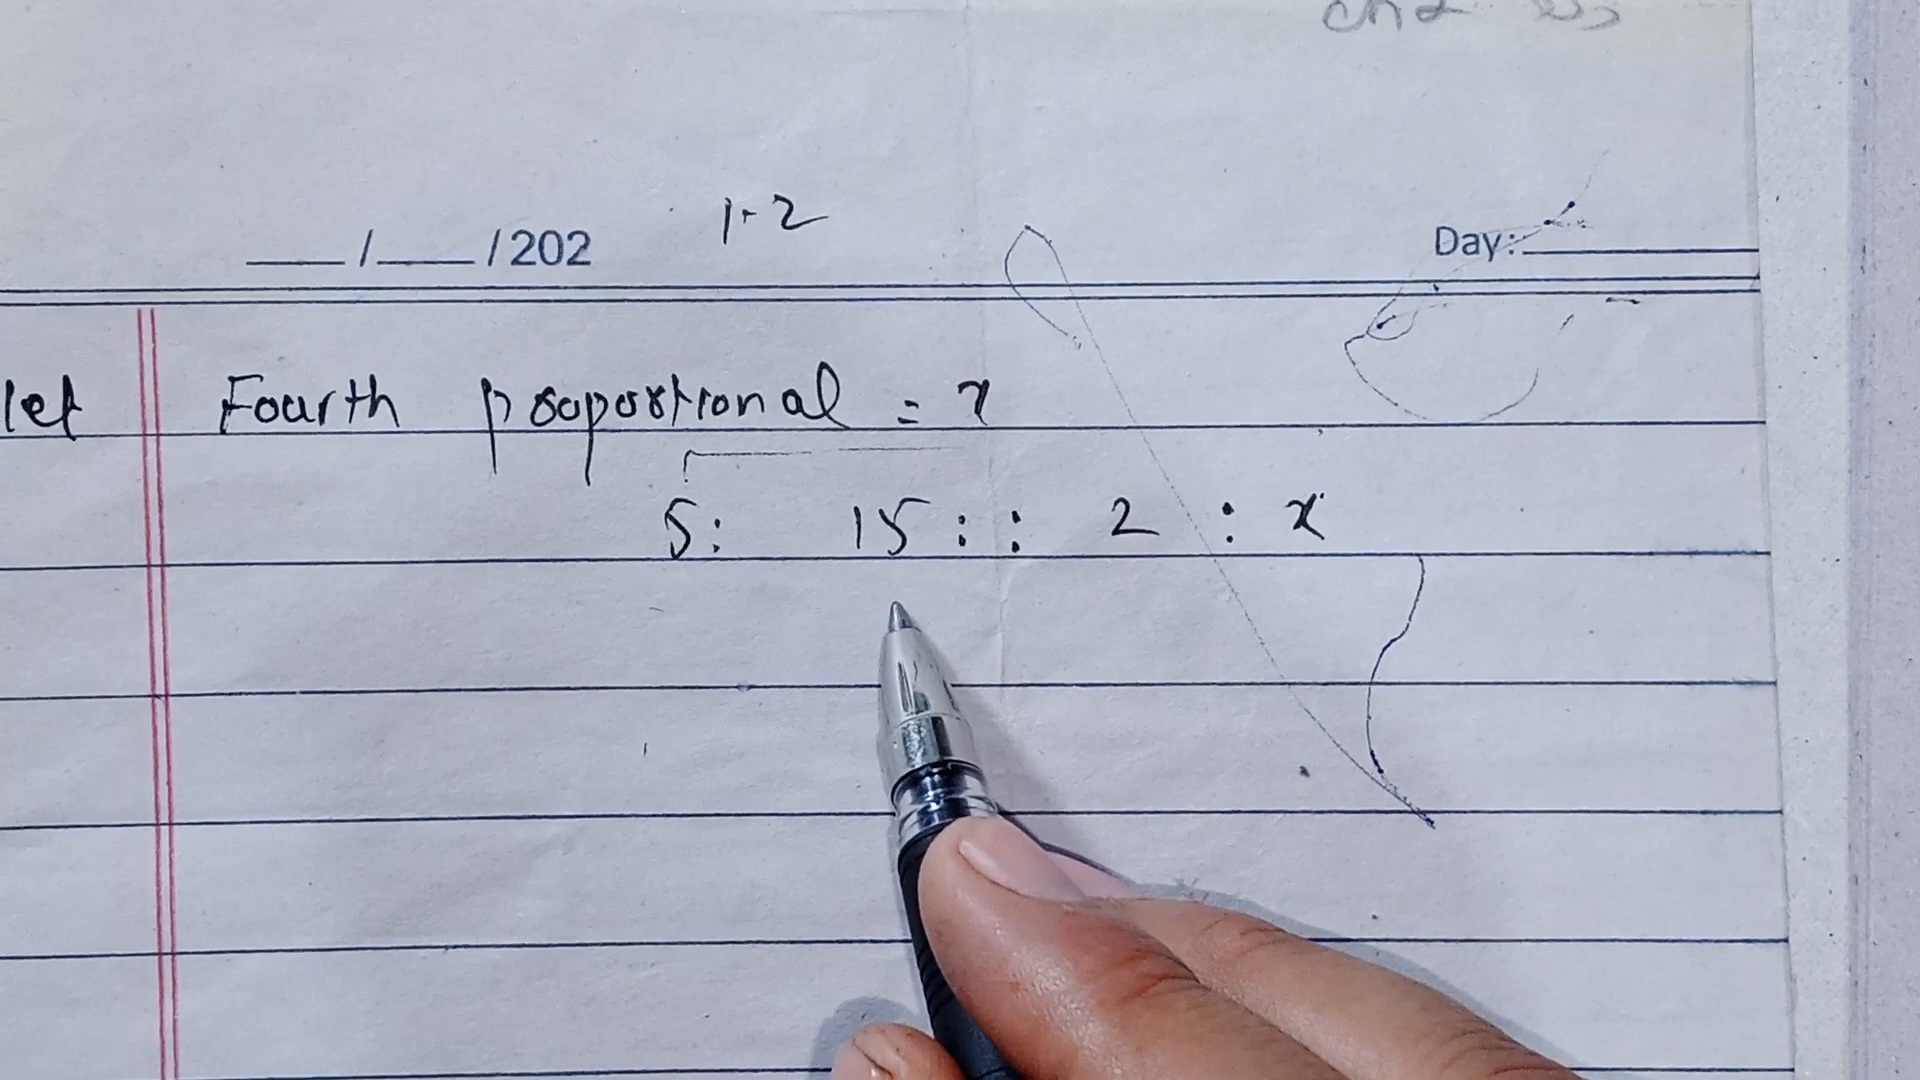 1.2
___/___/202 Day:
let Fourth proportional = x
5: 15 :: 2 : x